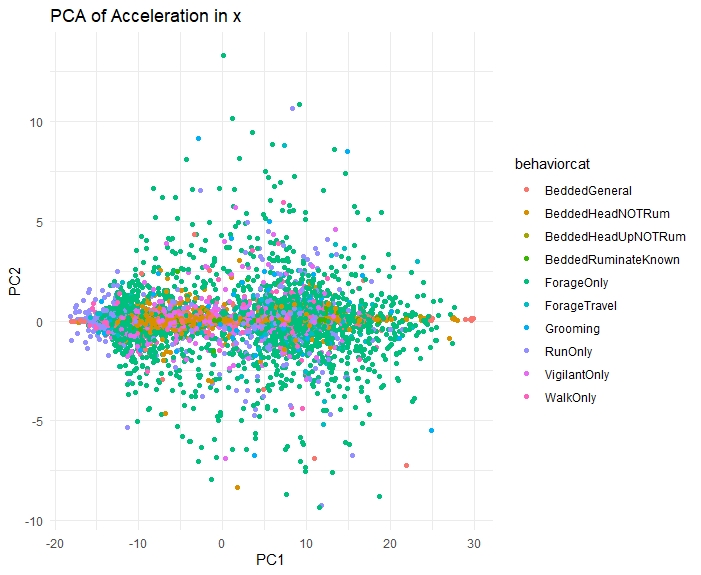 PCA of Acceleration in x
PC2
10
5
0
-5
-10
-20
-10
0
10
20
30
PC1
behaviorcat
BeddedGeneral
BeddedHeadNOTRum
BeddedHeadUpNOTRum
BeddedRuminateKnown
ForageOnly
ForageTravel
Grooming
RunOnly
VigilantOnly
WalkOnly